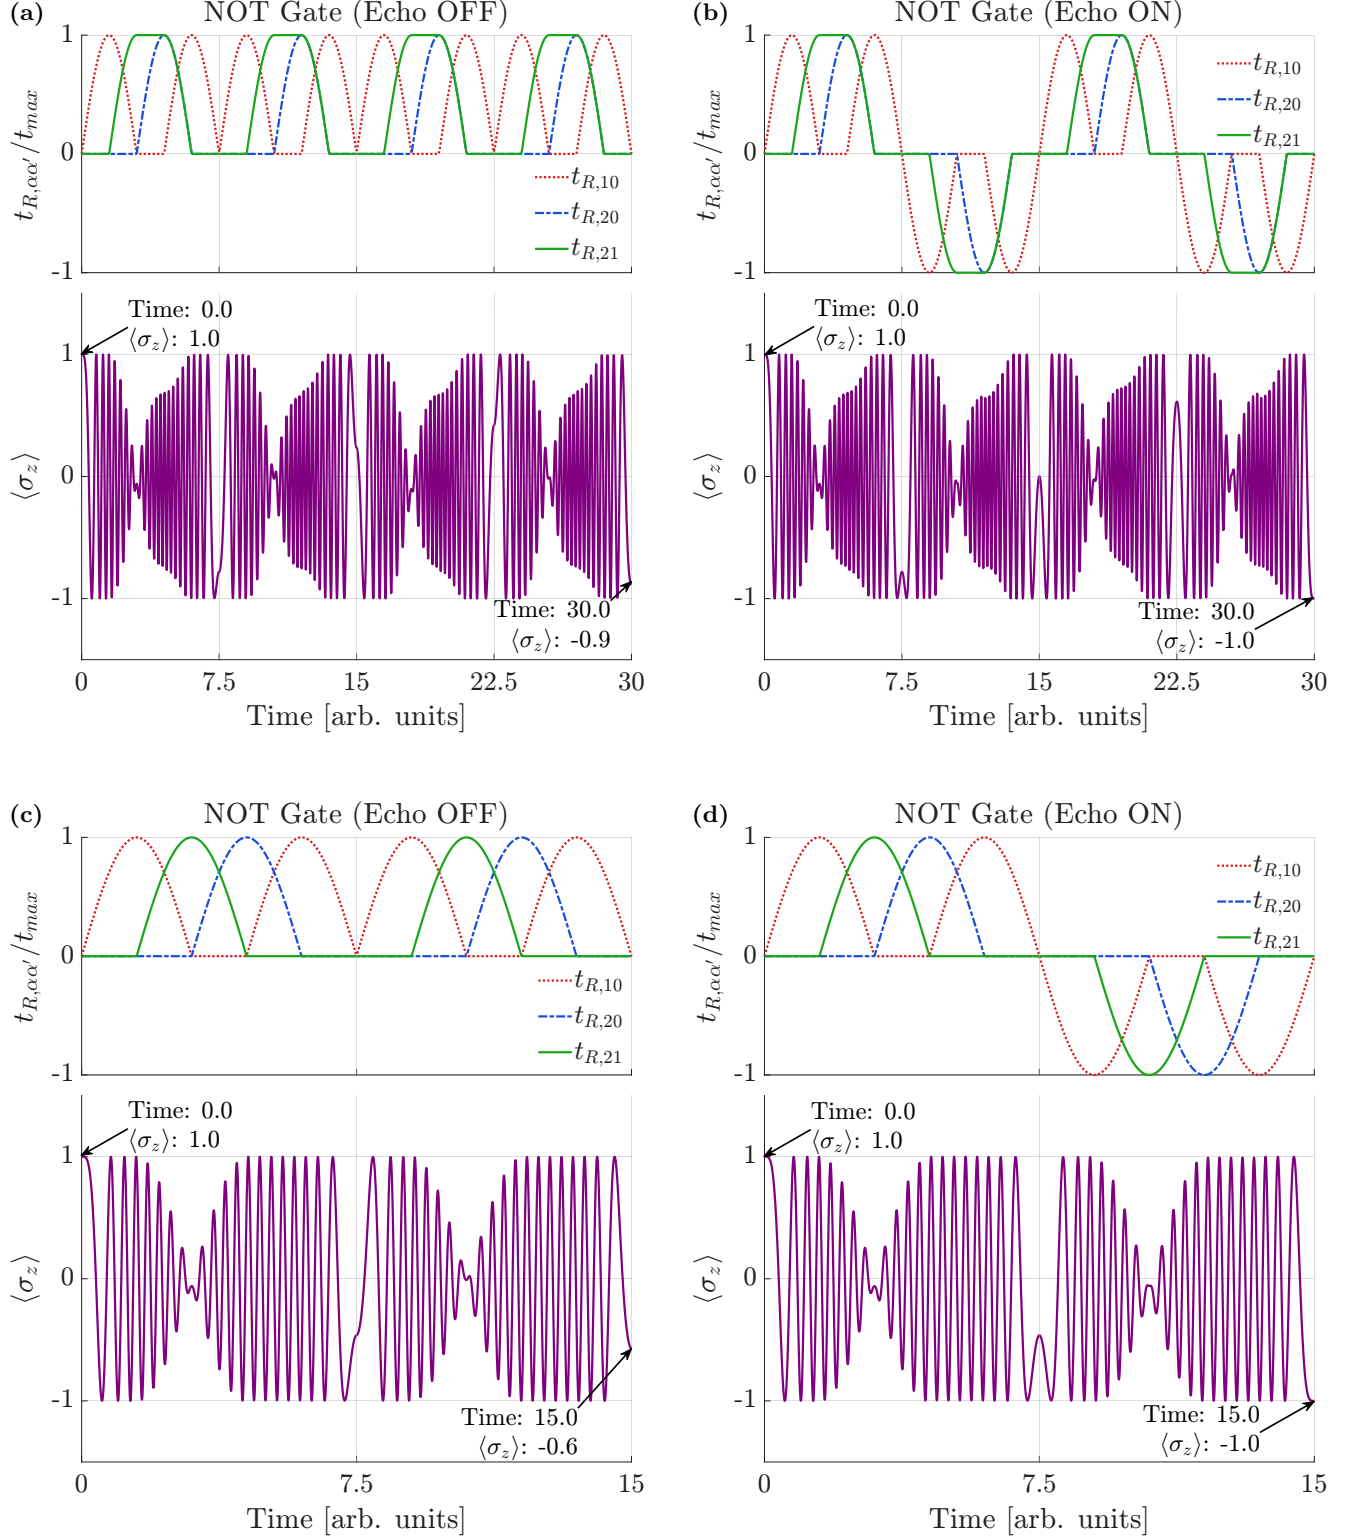 (a)
NOT Gate (Echo OFF)
1
0
-1
t_{R,αα′}/t_{max}
t_{R,10}
t_{R,20}
t_{R,21}
Time: 0.0
⟨σ_z⟩: 1.0
1
0
-1
⟨σ_z⟩
Time: 30.0
⟨σ_z⟩: -0.9
0 7.5 15 22.5 30
Time [arb. units]
(b)
NOT Gate (Echo ON)
1
0
-1
t_{R,αα′}/t_{max}
t_{R,10}
t_{R,20}
t_{R,21}
Time: 0.0
⟨σ_z⟩: 1.0
1
0
-1
⟨σ_z⟩
Time: 30.0
⟨σ_z⟩: -1.0
0 7.5 15 22.5 30
Time [arb. units]
(c)
NOT Gate (Echo OFF)
1
0
-1
t_{R,αα′}/t_{max}
t_{R,10}
t_{R,20}
t_{R,21}
Time: 0.0
⟨σ_z⟩: 1.0
1
0
-1
⟨σ_z⟩
Time: 15.0
⟨σ_z⟩: -0.6
0 7.5 15
Time [arb. units]
(d)
NOT Gate (Echo ON)
1
0
-1
t_{R,αα′}/t_{max}
t_{R,10}
t_{R,20}
t_{R,21}
Time: 0.0
⟨σ_z⟩: 1.0
1
0
-1
⟨σ_z⟩
Time: 15.0
⟨σ_z⟩: -1.0
0 7.5 15
Time [arb. units]